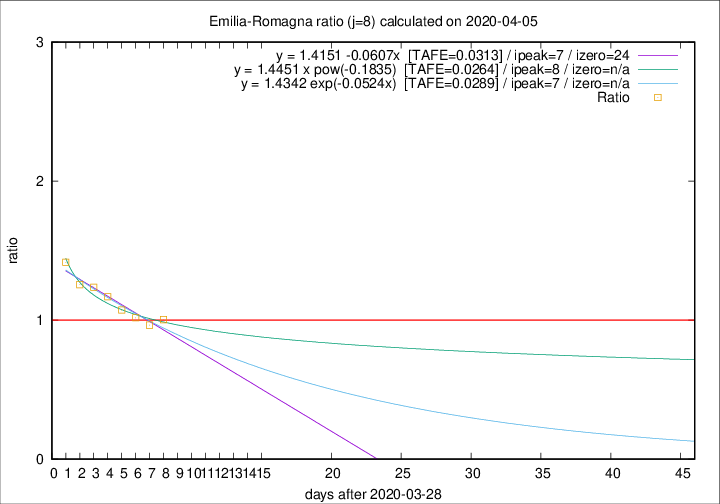 Emilia-Romagna ratio (j=8) calculated on 2020-04-05
y = 1.4151 -0.0607x [TAFE=0.0313] / ipeak=7 / izero=24
y = 1.4451 x pow(-0.1835) [TAFE=0.0264] / ipeak=8 / izero=n/a
y = 1.4342 exp(-0.0524x) [TAFE=0.0289] / ipeak=7 / izero=n/a
Ratio
3
2
ratio
1
0
0 1 2 3 4 5 6 7 8 9 10 11 12 13 14 15 20 25 30 35 40 45
days after 2020-03-28